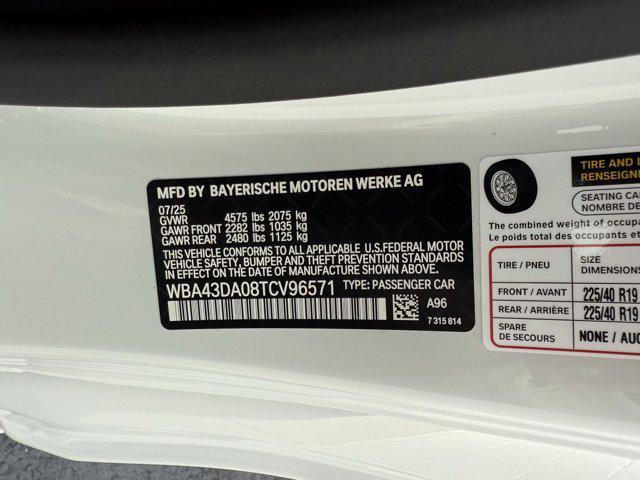 MFD BY BAYERISCHE MOTOREN WERKE AG
07/25
GVWR 4575 lbs 2075 kg
GAWR FRONT 2282 lbs 1035 kg
GAWR REAR 2480 lbs 1125 kg
THIS VEHICLE CONFORMS TO ALL APPLICABLE U.S.FEDERAL MOTOR
VEHICLE SAFETY, BUMPER AND THEFT PREVENTION STANDARDS
IN EFFECT ON THE DATE OF MANUFACTURE SHOWN ABOVE.
WBA43DA08TCV96571 TYPE: PASSENGER CAR
A96
7 315 814
TIRE AND
RENSEIGNE
SEATING CA
NOMBRE DE
The combined weight of occupa
Le poids total des occupants et
TIRE / PNEU SIZE
DIMENSION
FRONT / AVANT 225/40 R19
REAR / ARRIÈRE 225/40 R19
SPARE
DE SECOURS NONE / AUC